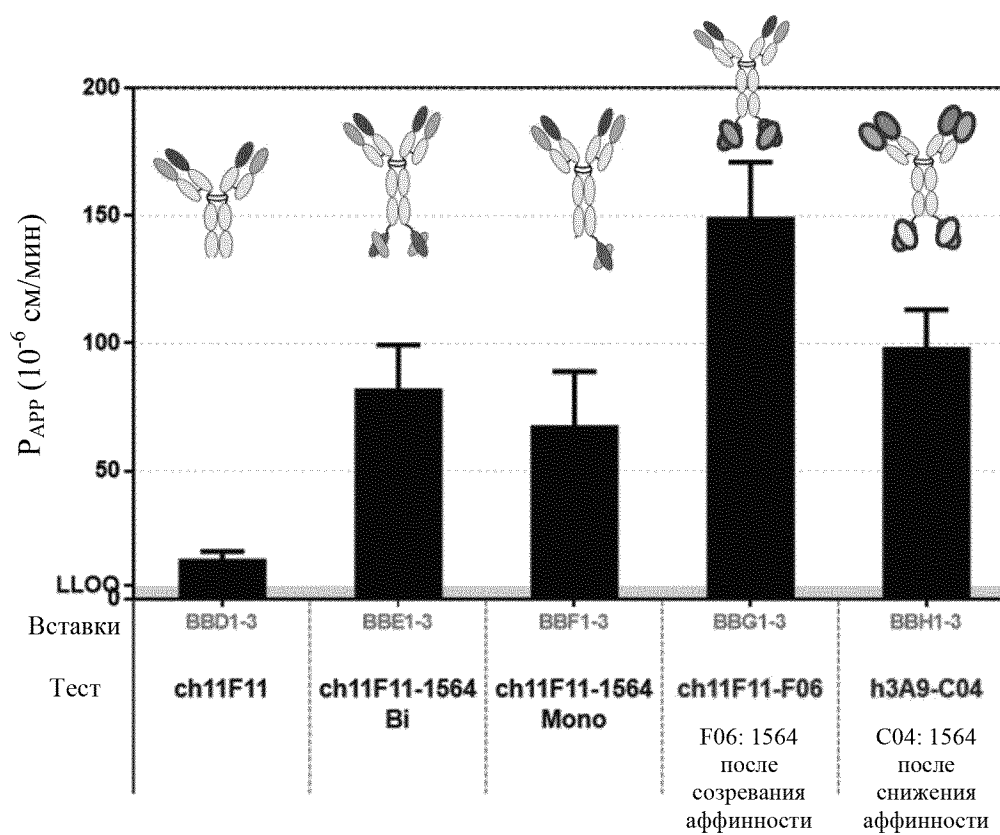 200
150
100
50
LLOQ
0
P_APP (10^-6 см/мин)
Вставки BBD1-3 BBE1-3 BBF1-3 BBG1-3 BBH1-3
Тест ch11F11 ch11F11-1564 ch11F11-1564 ch11F11-F06 h3A9-C04
Bi Mono
F06: 1564 C04: 1564
после после
созревания снижения
аффинности аффинности